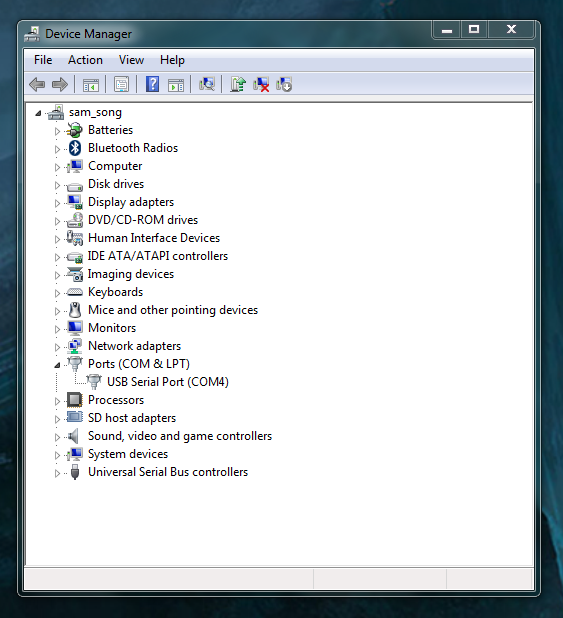 Device Manager
File Action View Help
sam_song
Batteries
Bluetooth Radios
Computer
Disk drives
Display adapters
DVD/CD-ROM drives
Human Interface Devices
IDE ATA/ATAPI controllers
Imaging devices
Keyboards
Mice and other pointing devices
Monitors
Network adapters
Ports (COM & LPT)
USB Serial Port (COM4)
Processors
SD host adapters
Sound, video and game controllers
System devices
Universal Serial Bus controllers